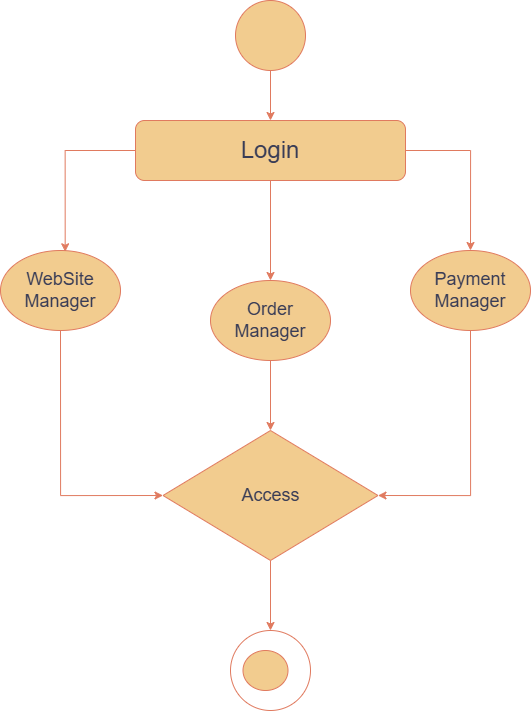 Login
WebSite
Manager
Order
Manager
Payment
Manager
Access